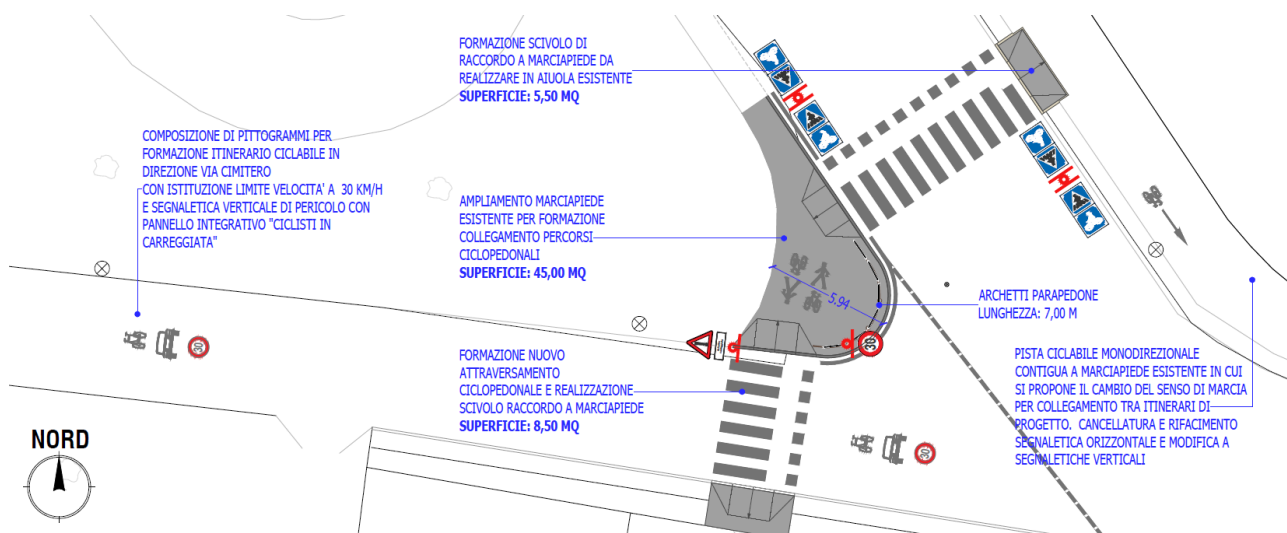 FORMAZIONE SCIVOLO DI
RACCORDO A MARCIAPIEDE DA
REALIZZARE IN AIUOLA ESISTENTE
SUPERFICIE: 5,50 MQ
COMPOSIZIONE DI PITTOGRAMMI PER
FORMAZIONE ITINERARIO CICLABILE IN
DIREZIONE VIA CIMITERO
CON ISTITUZIONE LIMITE VELOCITA' A 30 KM/H
E SEGNALETICA VERTICALE DI PERICOLO CON
PANNELLO INTEGRATIVO "CICLISTI IN
CARREGGIATA"
AMPLIAMENTO MARCIAPIEDE
ESISTENTE PER FORMAZIONE
COLLEGAMENTO PERCORSI
CICLOPEDONALI
SUPERFICIE: 45,00 MQ
5.94
ARCHETTI PARAPEDONE
LUNGHEZZA: 7,00 M
30
30
FORMAZIONE NUOVO
ATTRAVERSAMENTO
CICLOPEDONALE E REALIZZAZIONE
SCIVOLO RACCORDO A MARCIAPIEDE
SUPERFICIE: 8,50 MQ
PISTA CICLABILE MONODIREZIONALE
CONTIGUA A MARCIAPIEDE ESISTENTE IN CUI
SI PROPONE IL CAMBIO DEL SENSO DI MARCIA
PER COLLEGAMENTO TRA ITINERARI DI
PROGETTO. CANCELLATURA E RIFACIMENTO
SEGNALETICA ORIZZONTALE E MODIFICA A
SEGNALETICHE VERTICALI
30
NORD